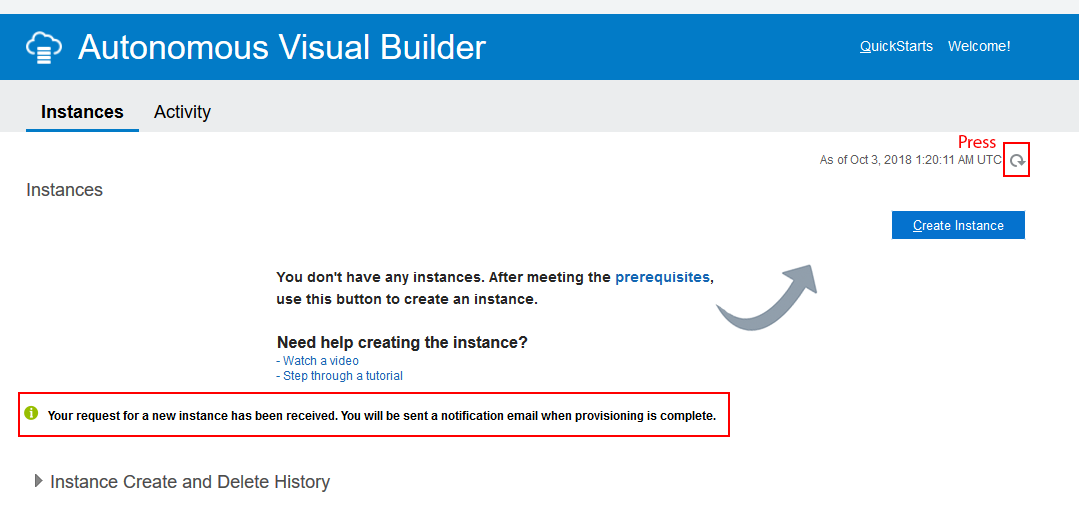 Autonomous Visual Builder
QuickStarts Welcome!
Instances Activity
Press
As of Oct 3, 2018 1:20:11 AM UTC
Instances
Create Instance
You don't have any instances. After meeting the prerequisites,
use this button to create an instance.
Need help creating the instance?
- Watch a video
- Step through a tutorial
Your request for a new instance has been received. You will be sent a notification email when provisioning is complete.
Instance Create and Delete History